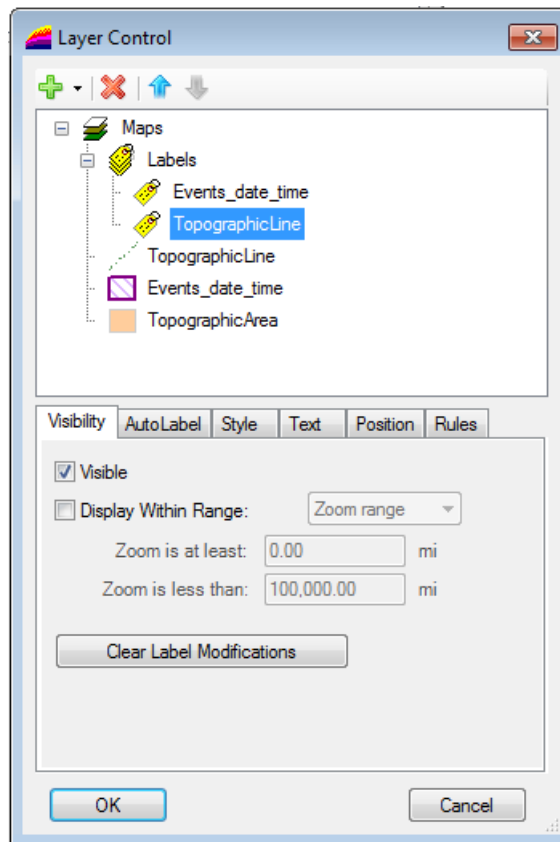 Layer Control
Maps
Labels
Events_date_time
TopographicLine
TopographicLine
Events_date_time
TopographicArea
Visibility AutoLabel Style Text Position Rules
Visible
Display Within Range: Zoom range
Zoom is at least: 0.00 mi
Zoom is less than: 100,000.00 mi
Clear Label Modifications
OK Cancel